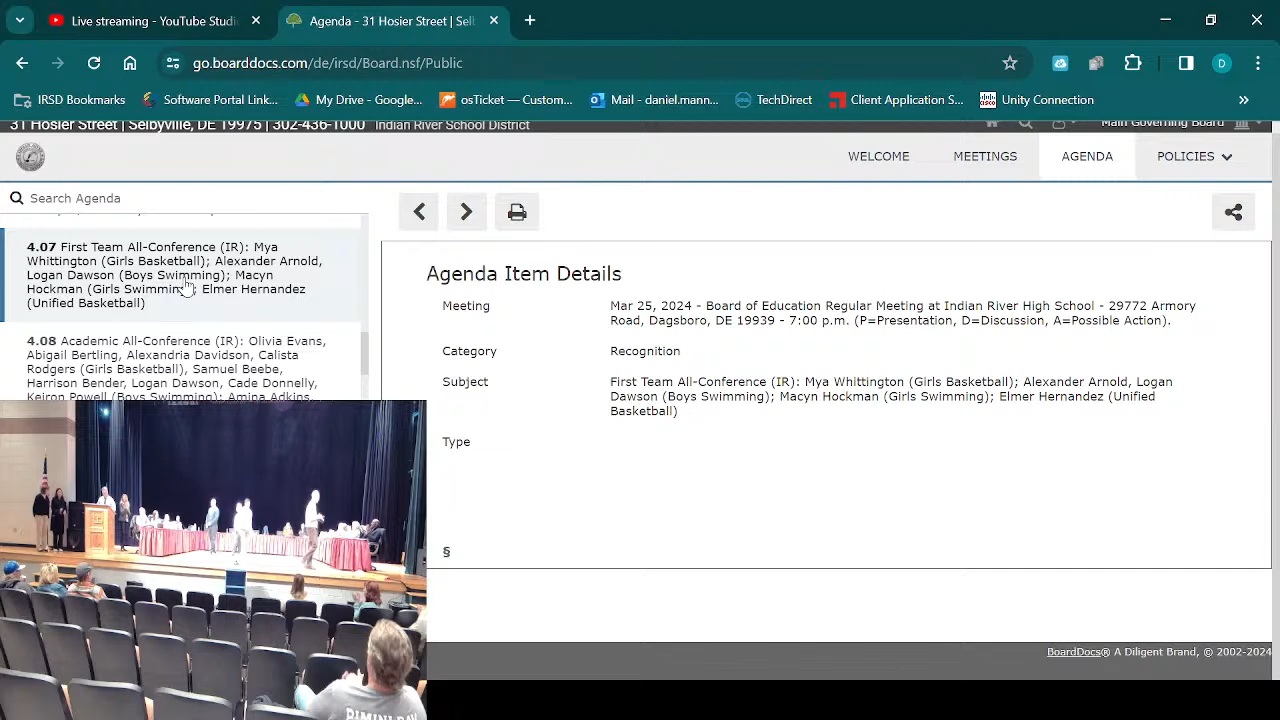 Live streaming - YouTube Studi
Agenda - 31 Hosier Street | Sel
go.boarddocs.com/de/irsd/Board.nsf/Public
D
IRSD Bookmarks
Software Portal Link...
My Drive - Google...
osTicket — Custom...
Mail - daniel.mann...
TechDirect
Client Application S...
Unity Connection
31 Hosier Street | Selbyville, DE 19975 | 302-436-1000 Indian River School District
Main Governing Board
WELCOME
MEETINGS
AGENDA
POLICIES
Search Agenda
4.07 First Team All-Conference (IR): Mya
Whittington (Girls Basketball); Alexander Arnold,
Logan Dawson (Boys Swimming); Macyn
Hockman (Girls Swimming); Elmer Hernandez
(Unified Basketball)
4.08 Academic All-Conference (IR): Olivia Evans,
Abigail Bertling, Alexandria Davidson, Calista
Rodgers (Girls Basketball), Samuel Beebe,
Harrison Bender, Logan Dawson, Cade Donnelly,
Keiron Powell (Boys Swimming); Amina Adkins,
Agenda Item Details
Meeting
Mar 25, 2024 - Board of Education Regular Meeting at Indian River High School - 29772 Armory
Road, Dagsboro, DE 19939 - 7:00 p.m. (P=Presentation, D=Discussion, A=Possible Action).
Category
Recognition
Subject
First Team All-Conference (IR): Mya Whittington (Girls Basketball); Alexander Arnold, Logan
Dawson (Boys Swimming); Macyn Hockman (Girls Swimming); Elmer Hernandez (Unified
Basketball)
Type
§
BoardDocs® A Diligent Brand, © 2002-2024